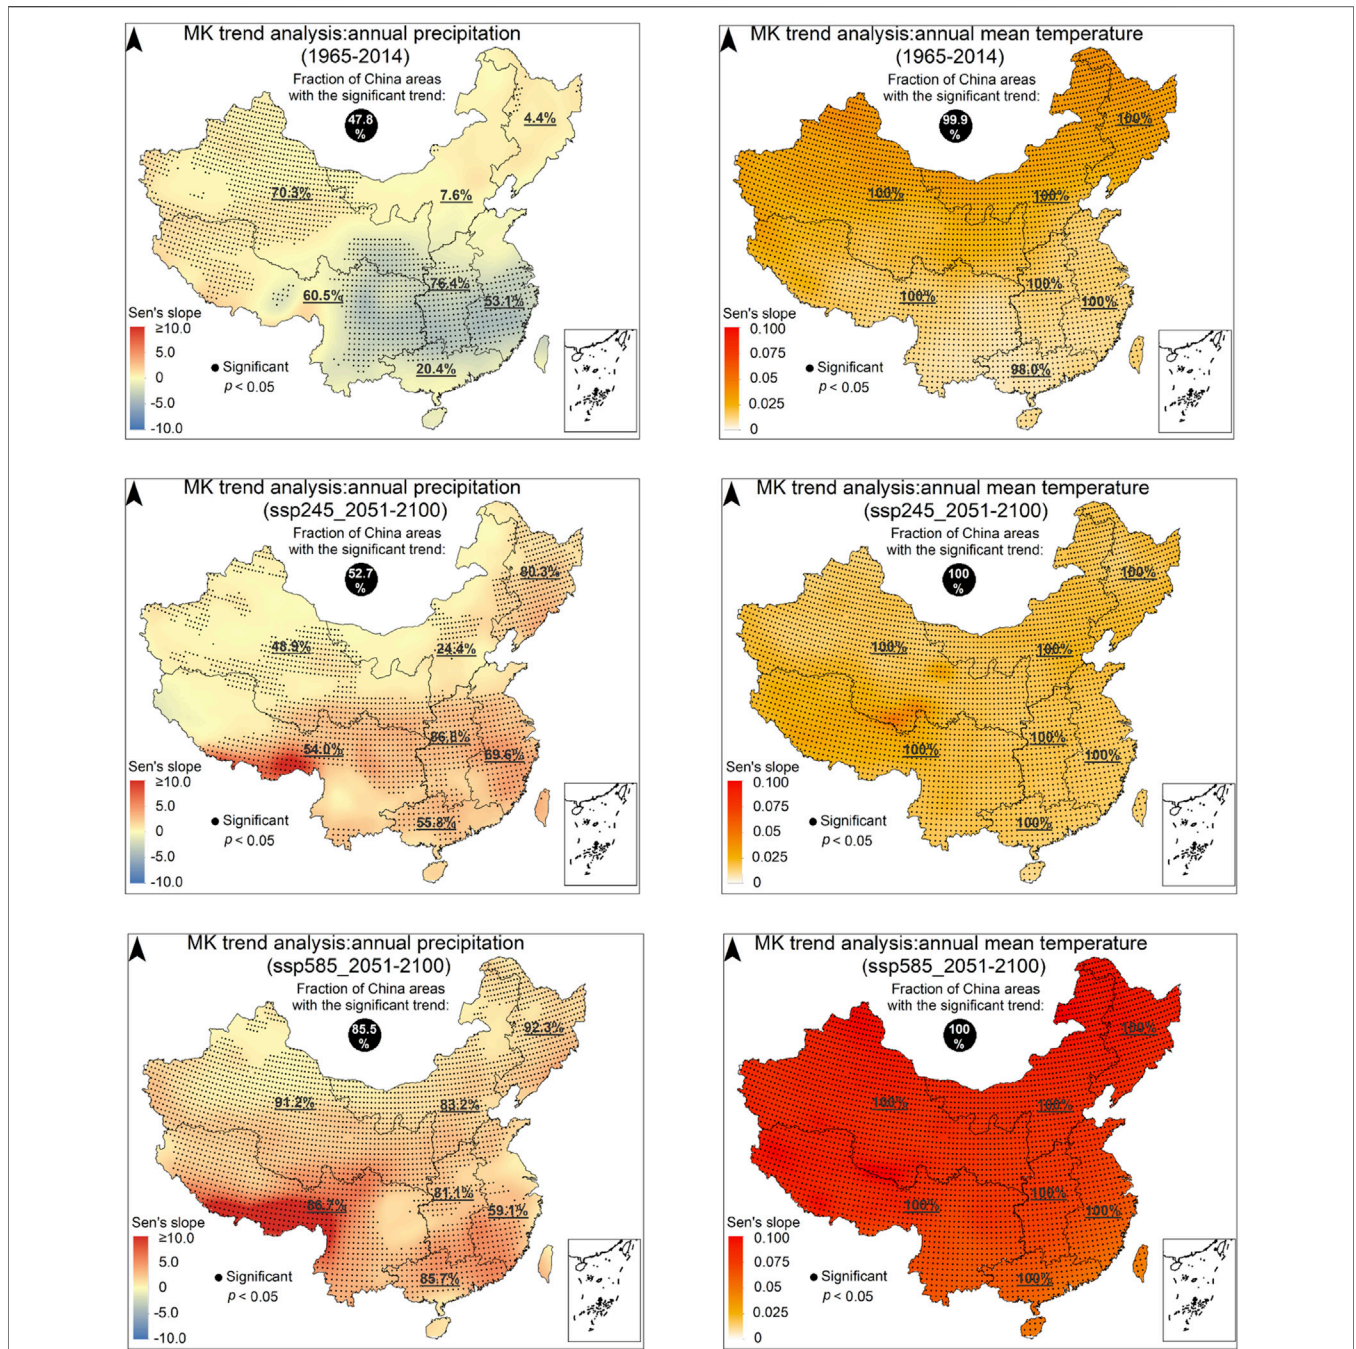 MK trend analysis:annual precipitation
(1965-2014)
Fraction of China areas
with the significant trend:
47.8
%
4.4%
70.3%
7.6%
76.4%
60.5%
53.1%
20.4%
Sen's slope
≥10.0
5.0
0
-5.0
-10.0
Significant
p < 0.05
MK trend analysis:annual mean temperature
(1965-2014)
Fraction of China areas
with the significant trend:
99.9
%
100%
100%
100%
100%
100%
100%
98.0%
Sen's slope
0.100
0.075
0.05
0.025
0
Significant
p < 0.05
MK trend analysis:annual precipitation
(ssp245_2051-2100)
Fraction of China areas
with the significant trend:
52.7
%
80.3%
48.9%
24.4%
86.8%
54.0%
69.6%
55.8%
Sen's slope
≥10.0
5.0
0
-5.0
-10.0
Significant
p < 0.05
MK trend analysis:annual mean temperature
(ssp245_2051-2100)
Fraction of China areas
with the significant trend:
100
%
100%
100%
100%
100%
100%
100%
100%
Sen's slope
0.100
0.075
0.05
0.025
0
Significant
p < 0.05
MK trend analysis:annual precipitation
(ssp585_2051-2100)
Fraction of China areas
with the significant trend:
85.5
%
92.3%
91.2%
83.2%
81.1%
86.7%
59.1%
85.7%
Sen's slope
≥10.0
5.0
0
-5.0
-10.0
Significant
p < 0.05
MK trend analysis:annual mean temperature
(ssp585_2051-2100)
Fraction of China areas
with the significant trend:
100
%
100%
100%
100%
100%
100%
100%
100%
Sen's slope
0.100
0.075
0.05
0.025
0
Significant
p < 0.05